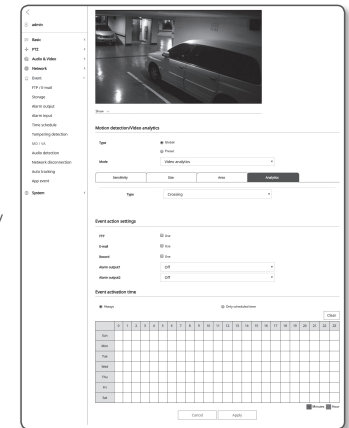 admin
Basic
PTZ
Audio & Video
Network
Event
FTP / E-mail
Storage
Alarm output
Alarm input
Time schedule
Tampering detection
MD / VA
Audio detection
Network disconnection
Auto tracking
App event
System
Show
Motion detection/Video analytics
Type Global
Preset
Mode Video analytics
Sensitivity Size Area Analytics
Type Crossing
Event action settings
FTP Use
E-mail Use
Record Use
Alarm output1 Off
Alarm output2 Off
Event activation time
Always Only scheduled time
Clear
0 1 2 3 4 5 6 7 8 9 10 11 12 13 14 15 16 17 18 19 20 21 22 23
Sun
Mon
Tue
Wed
Thu
Fri
Sat
Minutes Hour
Cancel Apply